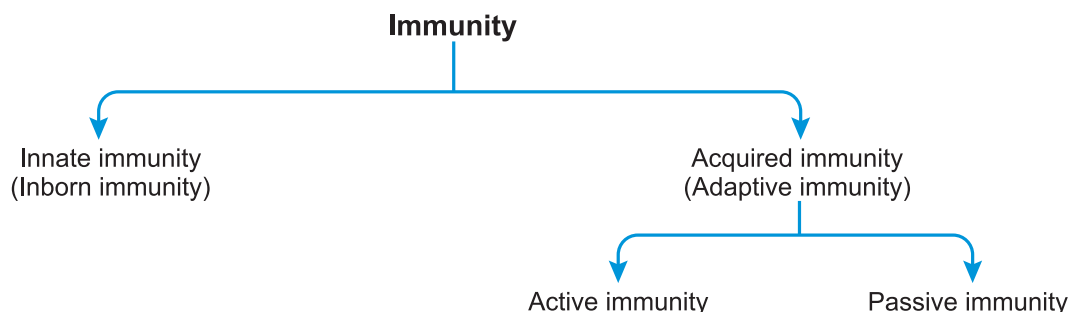 Immunity
Innate immunity
(Inborn immunity)
Acquired immunity
(Adaptive immunity)
Active immunity
Passive immunity